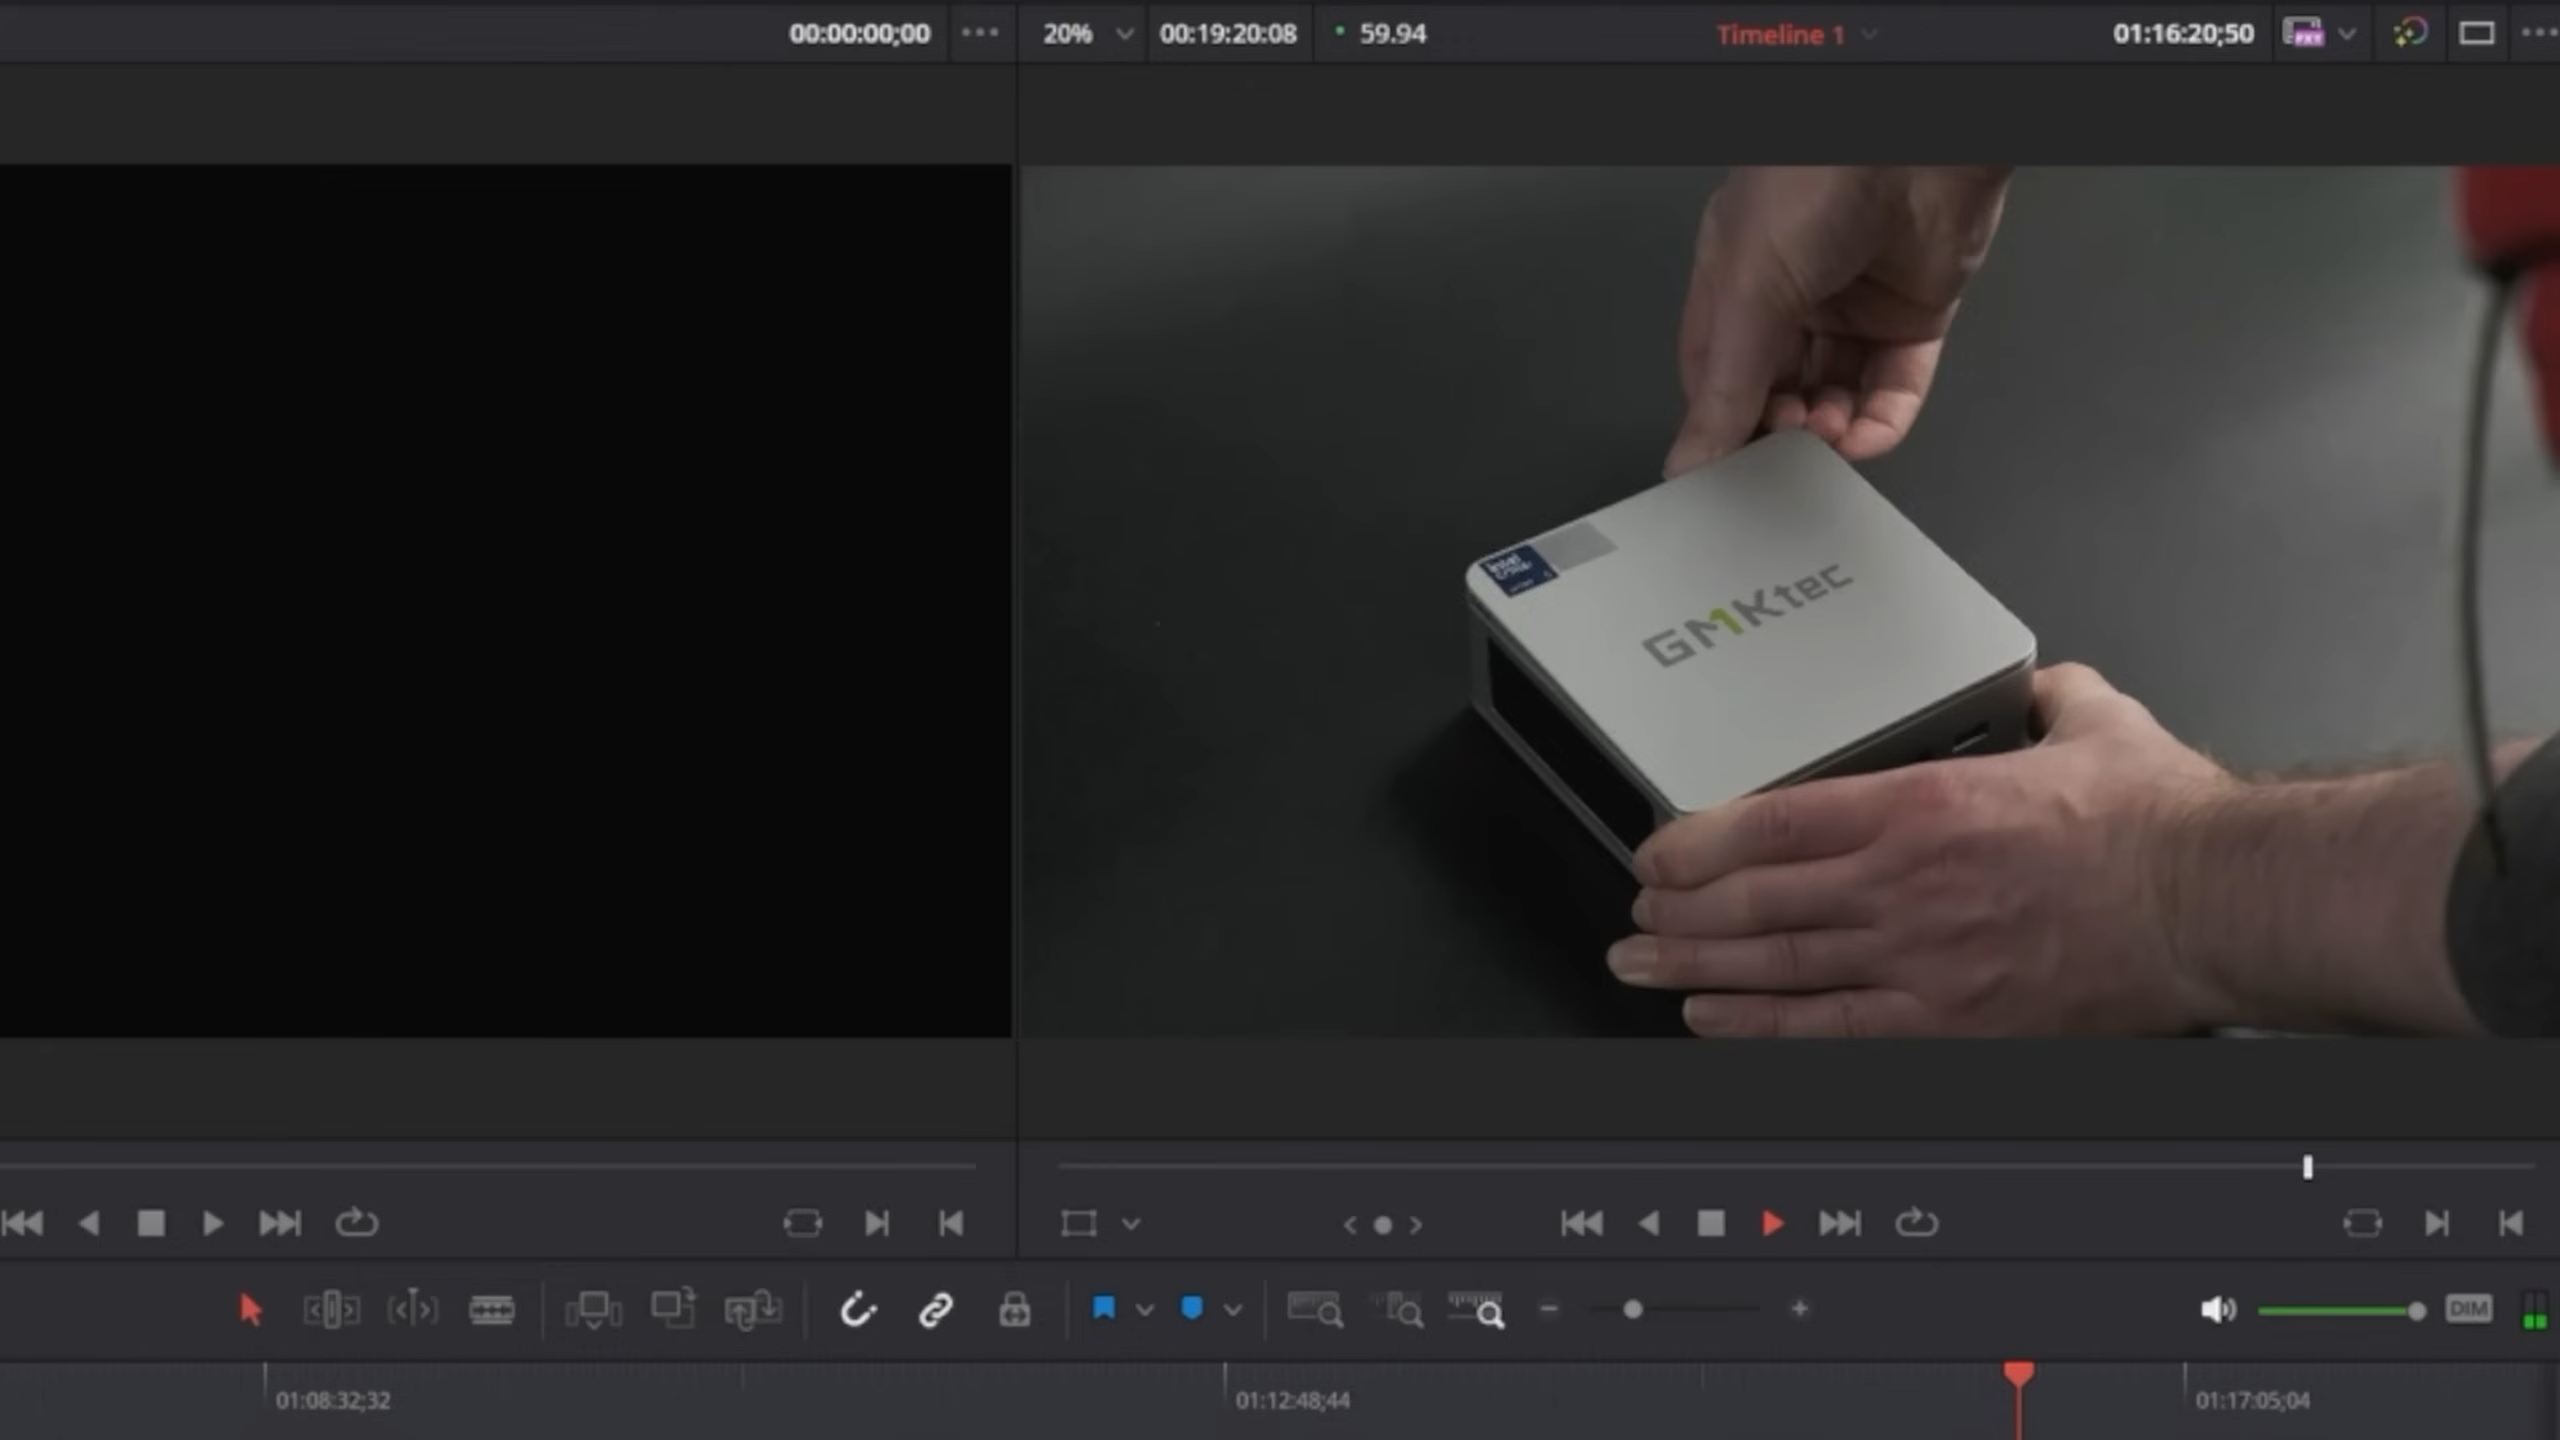 00:00:00;00
20%
00:19:20:08
59.94
Timeline 1
01:16:20;50
intel
GMKtec
DIM
01:08:32;32
01:12:48;44
01:17:05;04